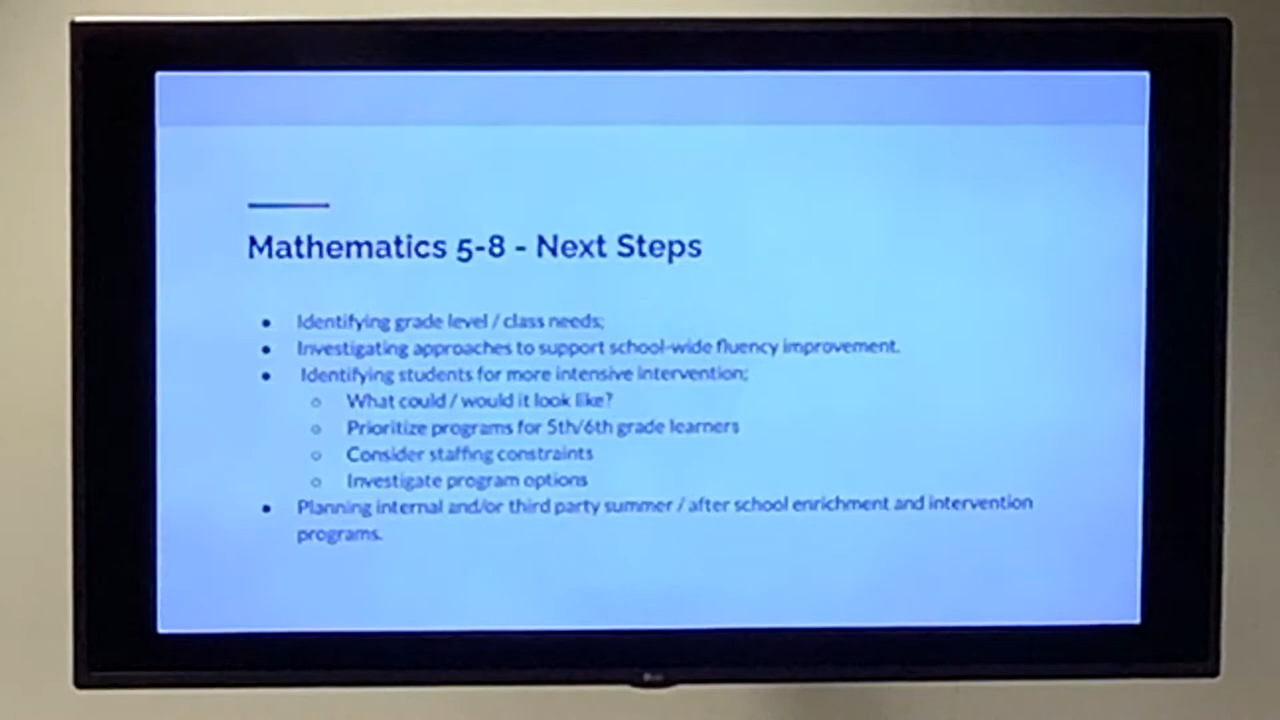 Mathematics 5-8 - Next Steps
● Identifying grade level / class needs;
● Investigating approaches to support school-wide fluency improvement.
● Identifying students for more intensive intervention;
○ What could / would it look like?
○ Prioritize programs for 5th/6th grade learners
○ Consider staffing constraints
○ Investigate program options
● Planning internal and/or third party summer / after school enrichment and intervention
programs.
LG